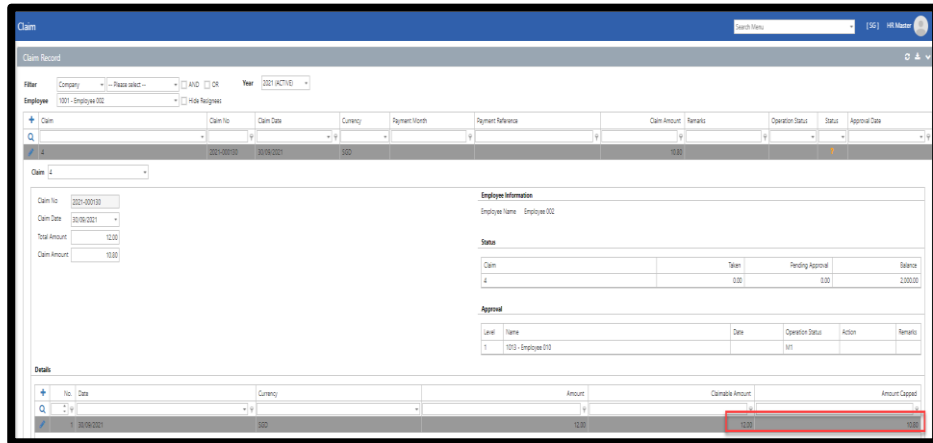 Claim
Search Menu
[SG] HR Master
Claim Record
Filter Company -- Please select -- AND OR Year 2021 (ACTIVE)
Employee 1001 - Employee 002 Hide Resignees
Claim Claim No Claim Date Currency Payment Month Payment Reference Claim Amount Remarks Operation Status Status Approval Date
4 2021-000130 30/09/2021 SGD 10.80 ?
Claim 4
Claim No 2021-000130
Claim Date 30/09/2021
Total Amount 12.00
Claim Amount 10.80
Employee Information
Employee Name Employee 002
Status
Claim Taken Pending Approval Balance
4 0.00 0.00 2,000.00
Approval
Level Name Date Operation Status Action Remarks
1 1013 - Employee 013 M1
Details
No. Date Currency Amount Claimable Amount Amount Capped
1 30/09/2021 SGD 12.00 12.00 10.80